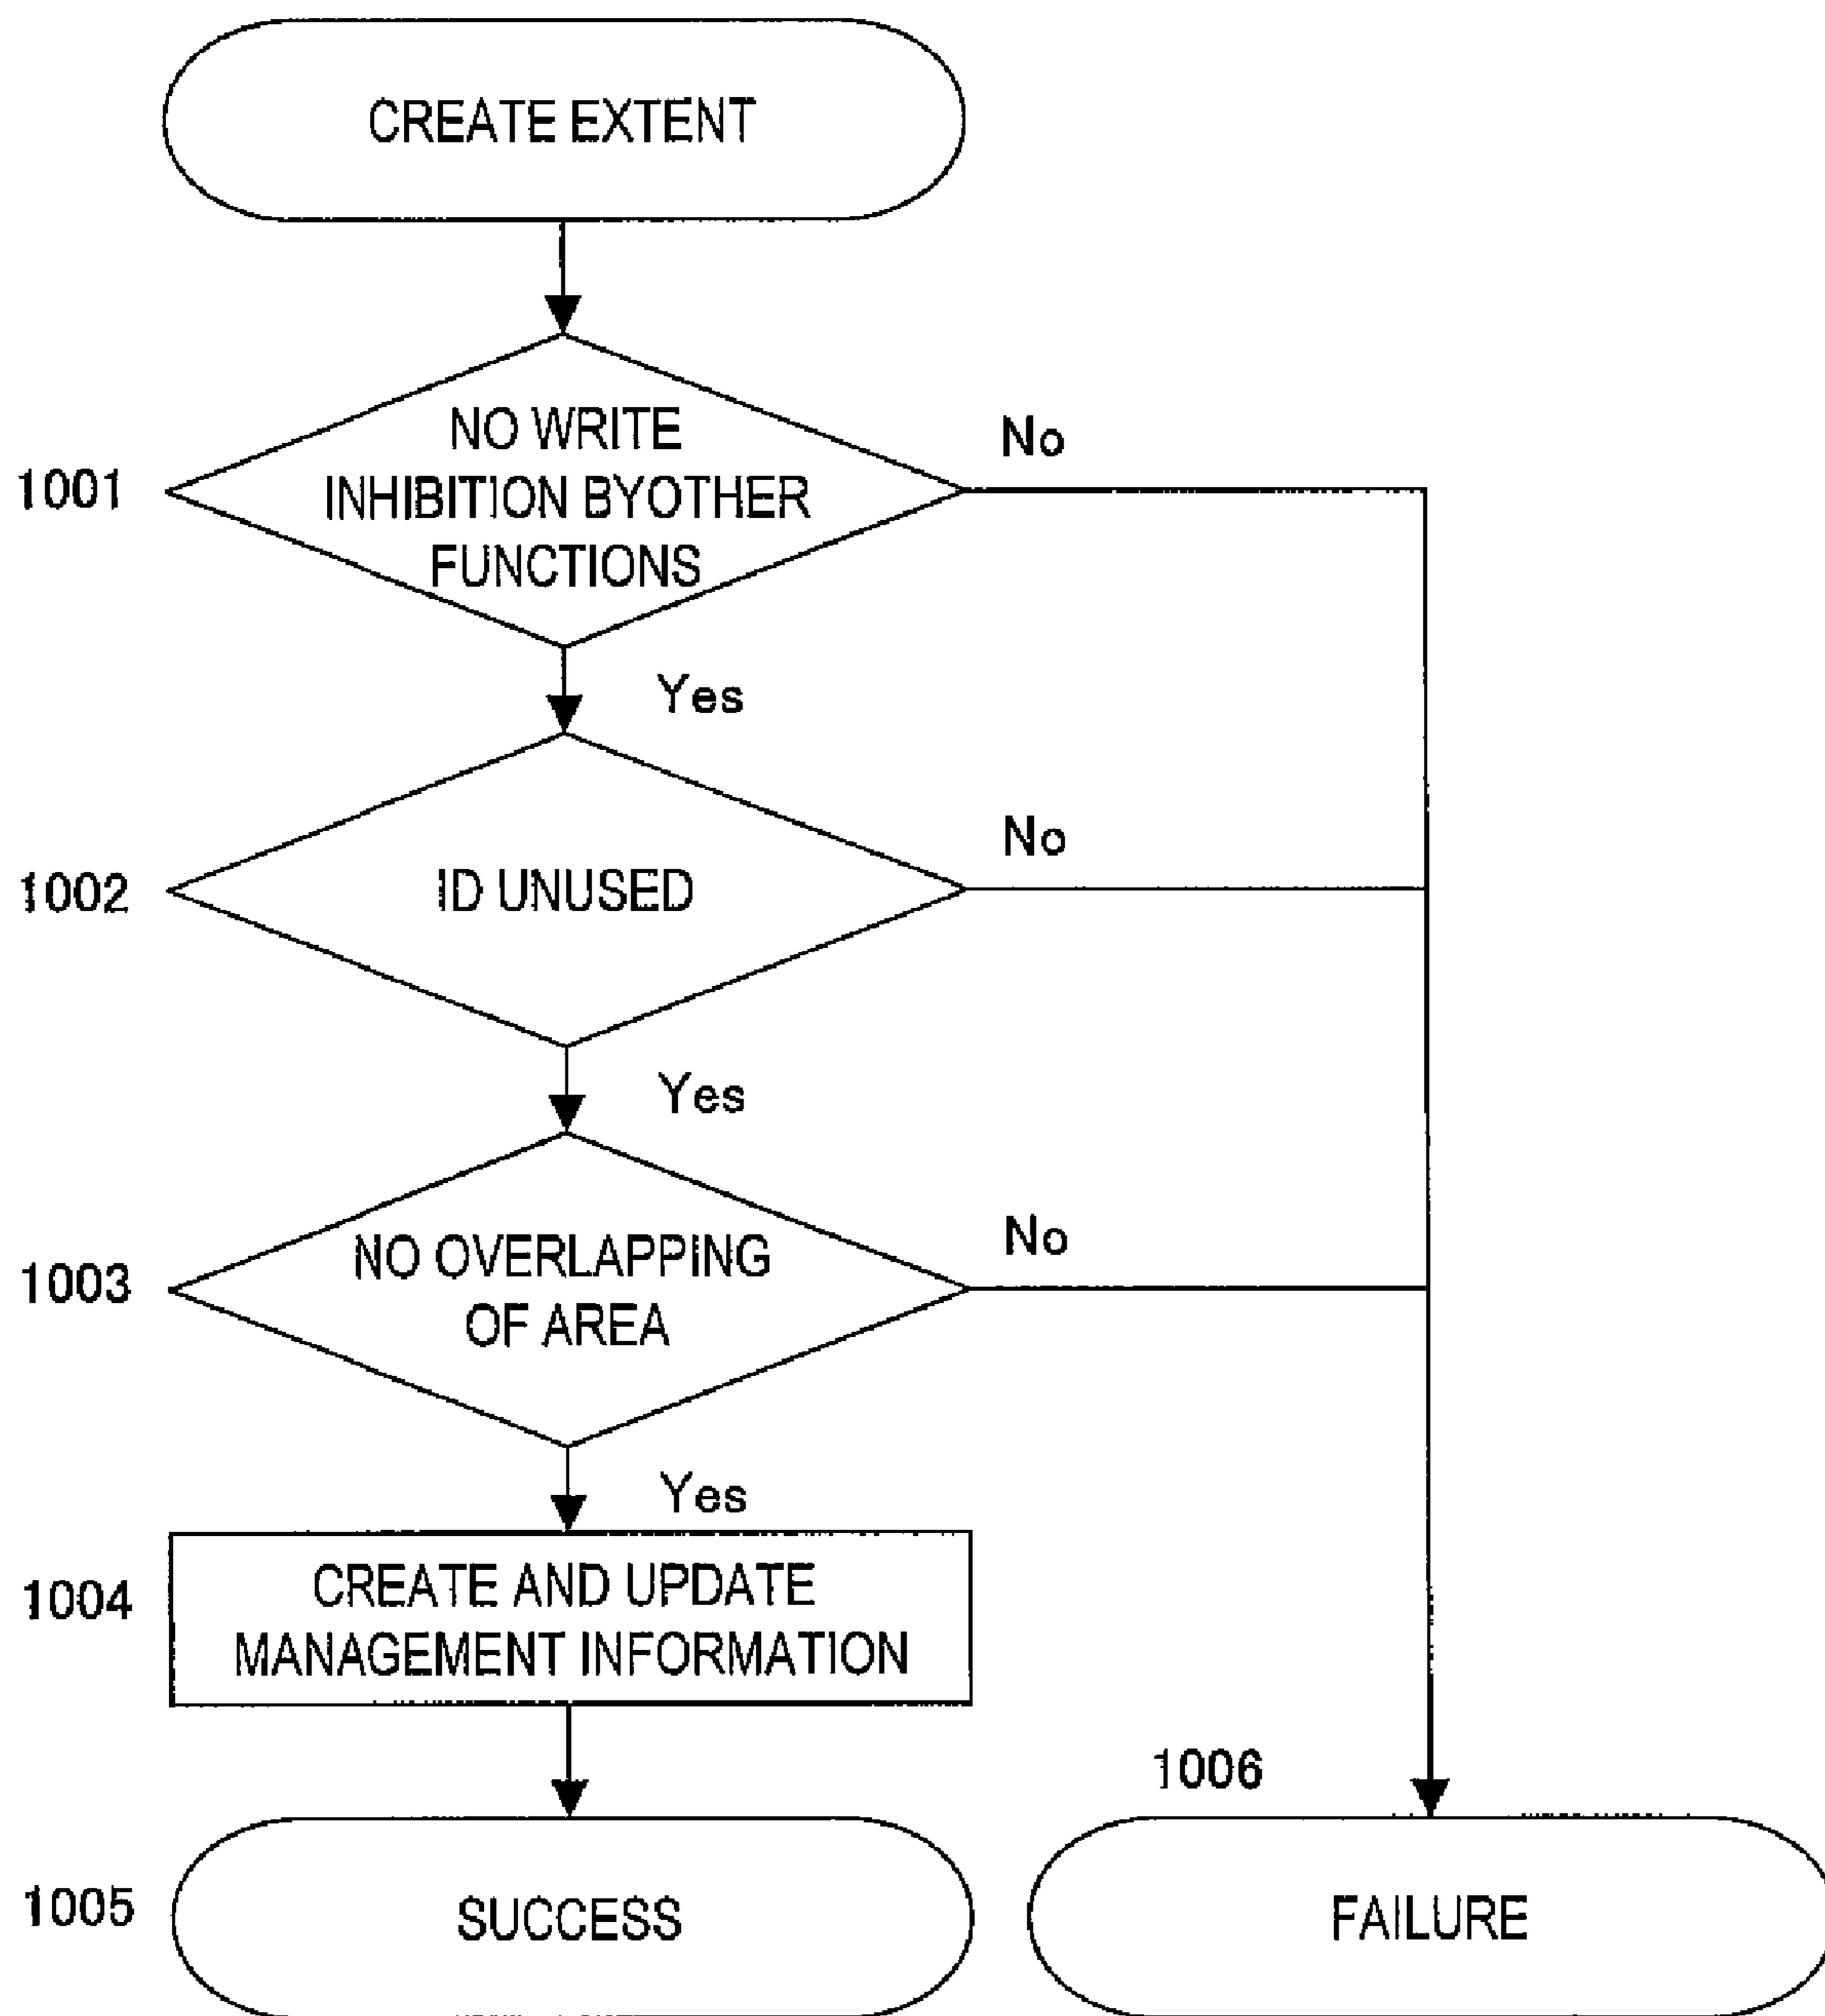 CREATE EXTENT
1001
NO WRITE
INHIBITION BYOTHER
FUNCTIONS
No
Yes
1002
ID UNUSED
No
Yes
1003
NO OVERLAPPING
OF AREA
No
Yes
1004
CREATE AND UPDATE
MANAGEMENT INFORMATION
1005
SUCCESS
1006
FAILURE